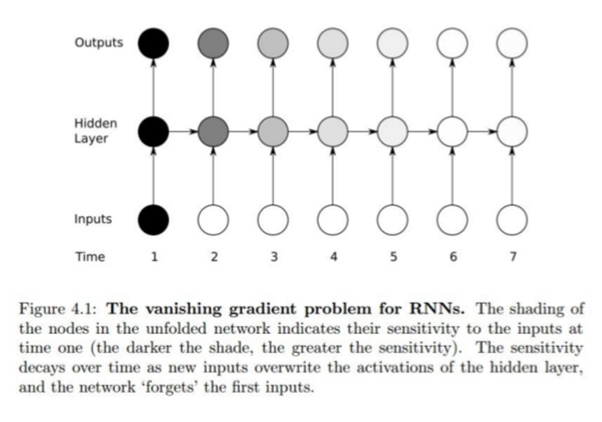 Outputs
Hidden
Layer
Inputs
Time 1 2 3 4 5 6 7
Figure 4.1: The vanishing gradient problem for RNNs. The shading of
the nodes in the unfolded network indicates their sensitivity to the inputs at
time one (the darker the shade, the greater the sensitivity). The sensitivity
decays over time as new inputs overwrite the activations of the hidden layer,
and the network ‘forgets’ the first inputs.